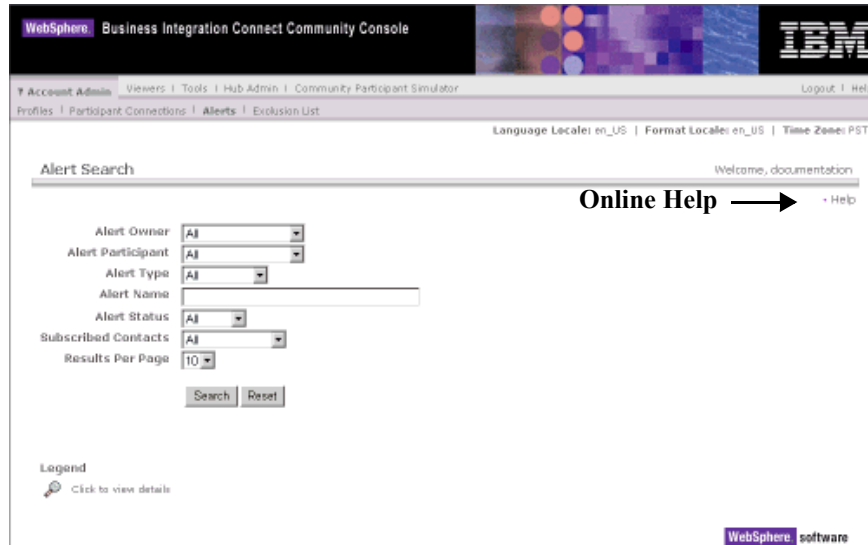 WebSphere. Business Integration Connect Community Console
IBM
Account Admin Viewers | Tools | Hub Admin | Community Participant Simulator Logout | Hel
Profiles | Participant Connections | Alerts | Exclusion List
Language Locale: en_US | Format Locale: en_US | Time Zone: PST
Alert Search Welcome, documentation
Online Help Help
Alert Owner All
Alert Participant All
Alert Type All
Alert Name
Alert Status All
Subscribed Contacts All
Results Per Page 10
Search Reset
Legend
Click to view details
WebSphere. software